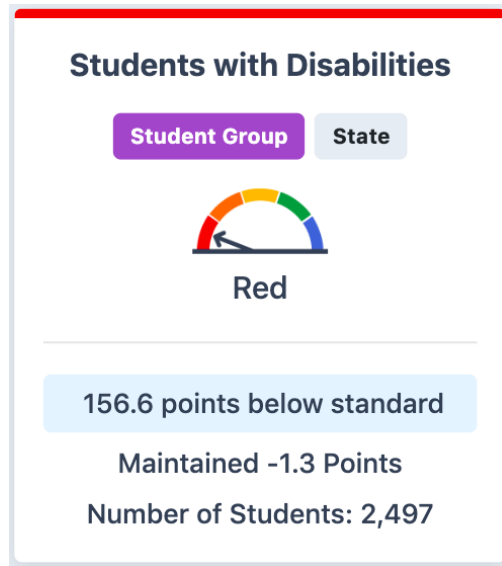 Students with Disabilities
Student Group State
Red
156.6 points below standard
Maintained -1.3 Points
Number of Students: 2,497